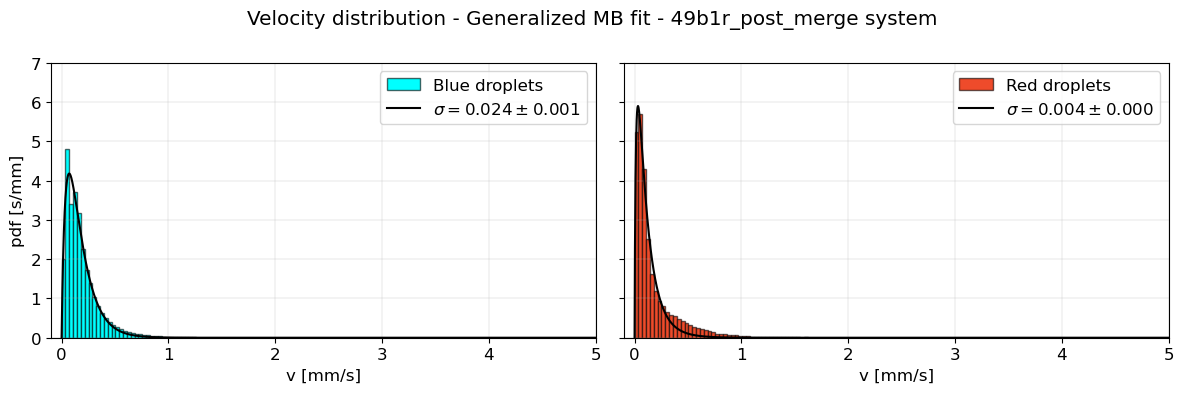 Velocity distribution - Generalized MB fit - 49b1r_post_merge system
pdf [s/mm]
7
6
5
4
3
2
1
0
Blue droplets
σ = 0.024 ± 0.001
0 1 2 3 4 5
v [mm/s]
Red droplets
σ = 0.004 ± 0.000
0 1 2 3 4 5
v [mm/s]